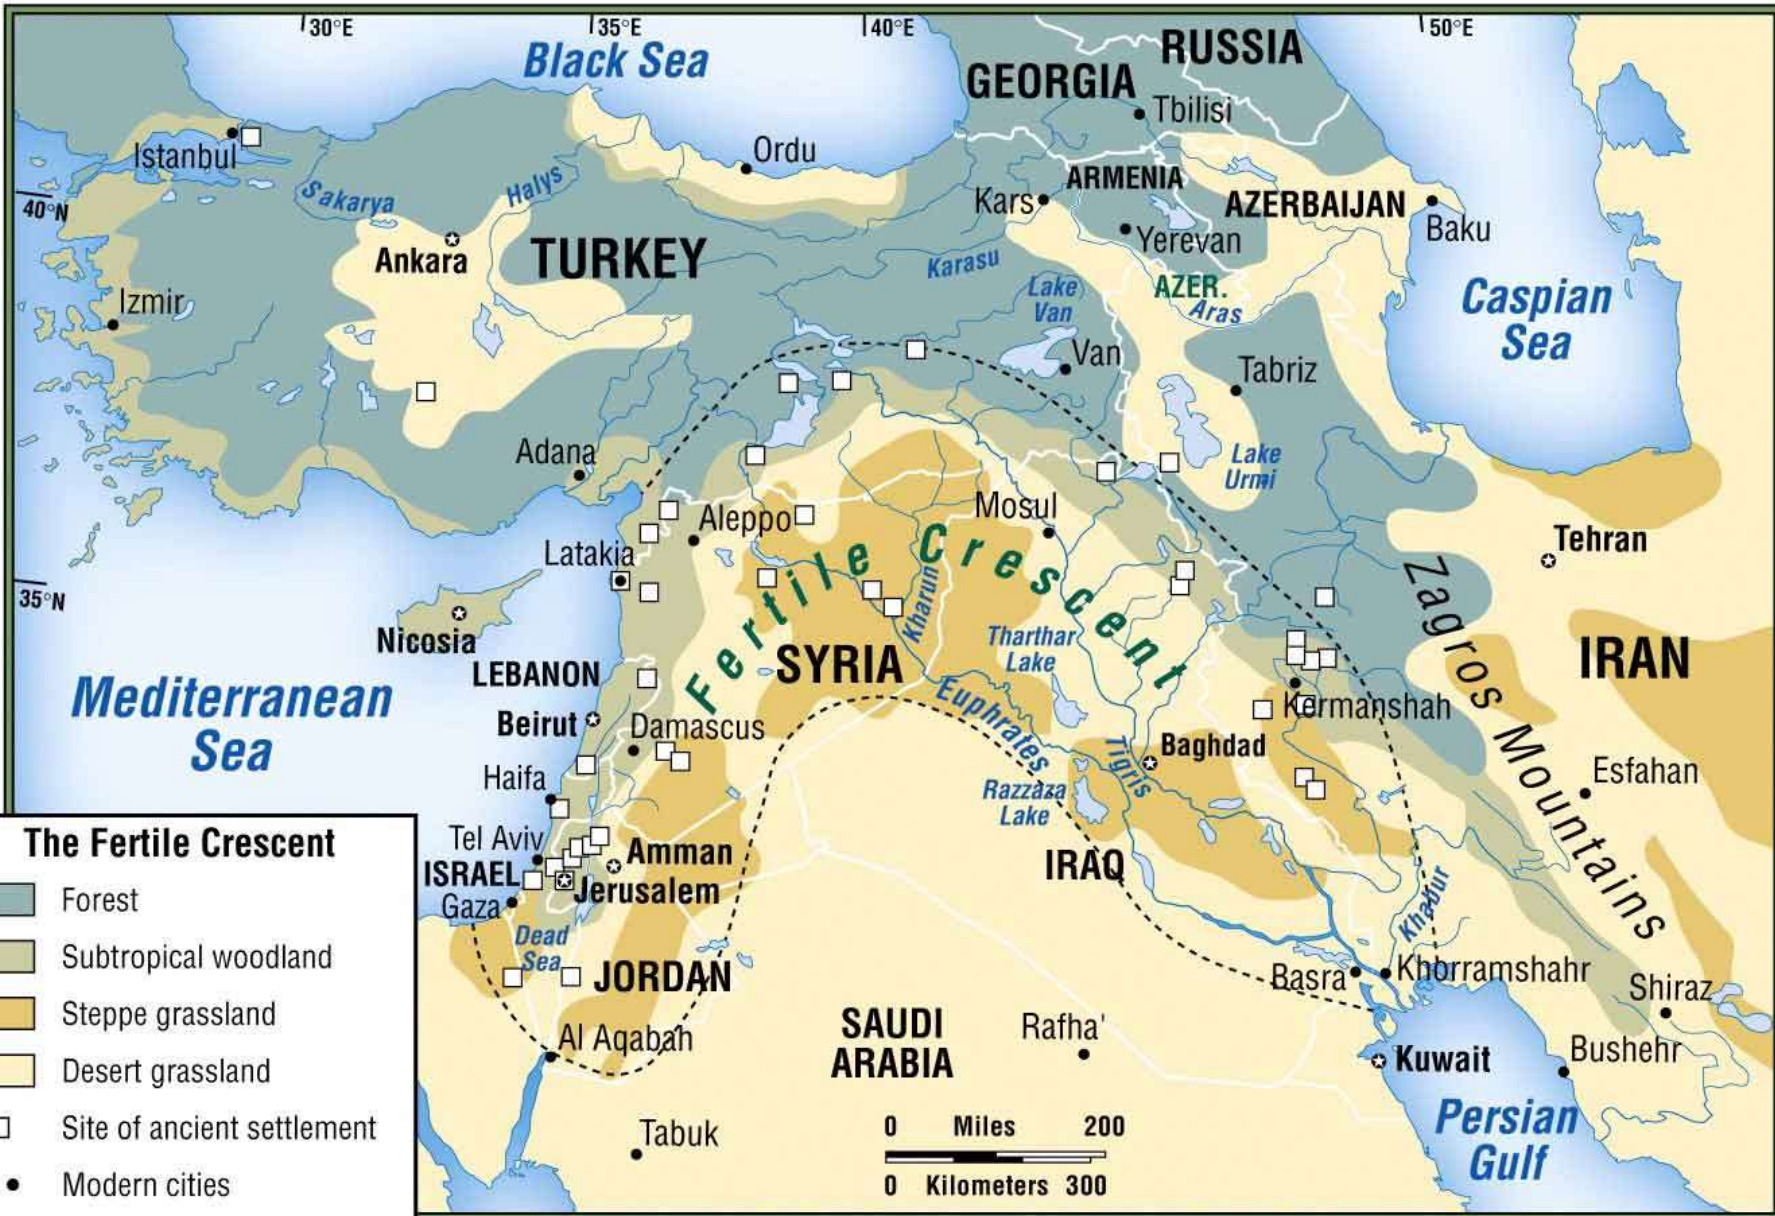 30°E
35°E
40°E
50°E
Black Sea
RUSSIA
GEORGIA
Tbilisi
Istanbul
Ordu
Sakarya
Halys
40°N
Kars
ARMENIA
AZERBAIJAN
Baku
Ankara
TURKEY
Yerevan
Karasu
AZER.
Aras
Izmir
Lake
Van
Caspian
Sea
Van
Tabriz
Adana
Lake
Urmi
Aleppo
Mosul
Latakia
Fertile Crescent
Tehran
35°N
Kharun
Zagros Mountains
Nicosia
Tharthar
Lake
IRAN
LEBANON
SYRIA
Mediterranean
Sea
Euphrates
Kermanshah
Beirut
Damascus
Tigris
Baghdad
Haifa
Razzaza
Lake
Esfahan
Tel Aviv
Amman
IRAQ
ISRAEL
Jerusalem
Gaza
Khabur
Dead
Sea
JORDAN
Basra
Khorramshahr
Shiraz
SAUDI
ARABIA
Rafha'
Al Aqabah
Kuwait
Bushehr
Persian
Gulf
Tabuk
0 Miles 200
0 Kilometers 300
The Fertile Crescent
Forest
Subtropical woodland
Steppe grassland
Desert grassland
Site of ancient settlement
Modern cities